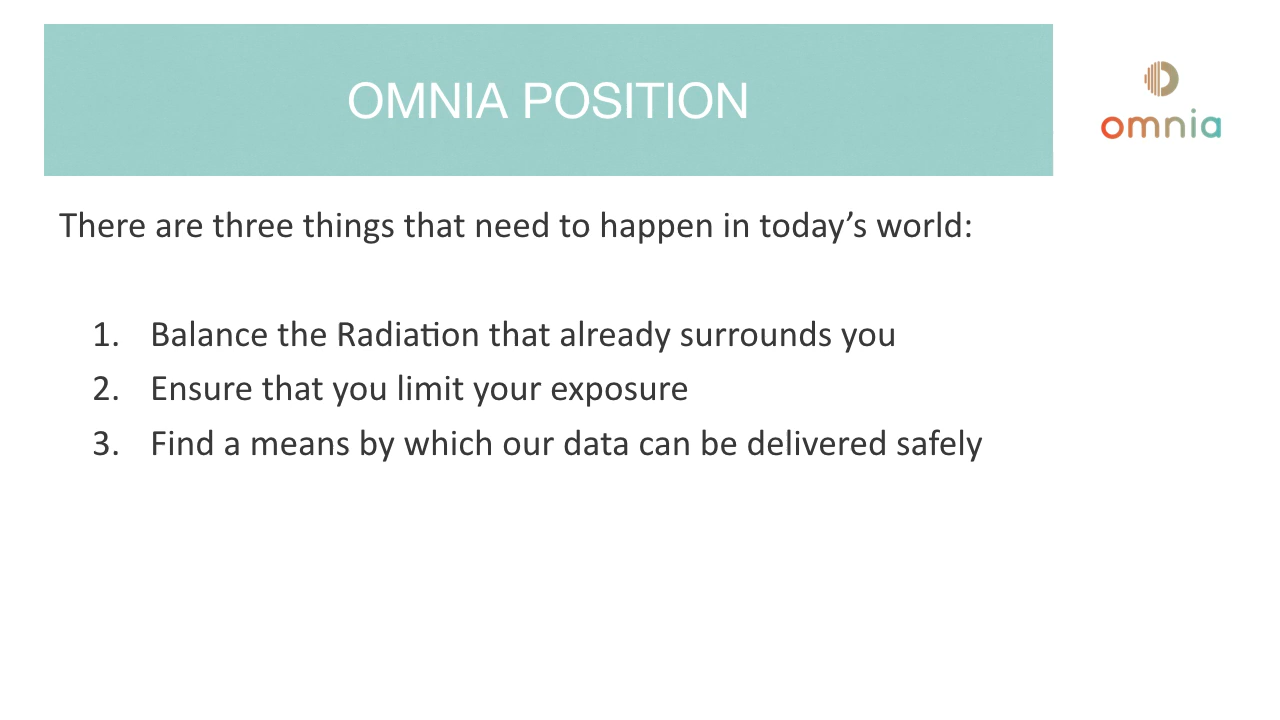 OMNIA POSITION
omnia
There are three things that need to happen in today’s world:
1. Balance the Radiation that already surrounds you
2. Ensure that you limit your exposure
3. Find a means by which our data can be delivered safely